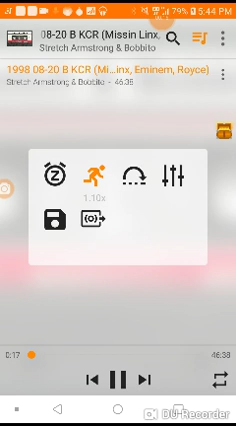 79% 5:44 PM
08-20 B KCR (Missin Linx,
Stretch Armstrong & Bobbito
1998 08-20 B KCR (Mi...inx, Eminem, Royce)
Stretch Armstrong & Bobbito - 46:38
Z
1.10x
0:17 46:38
DU Recorder